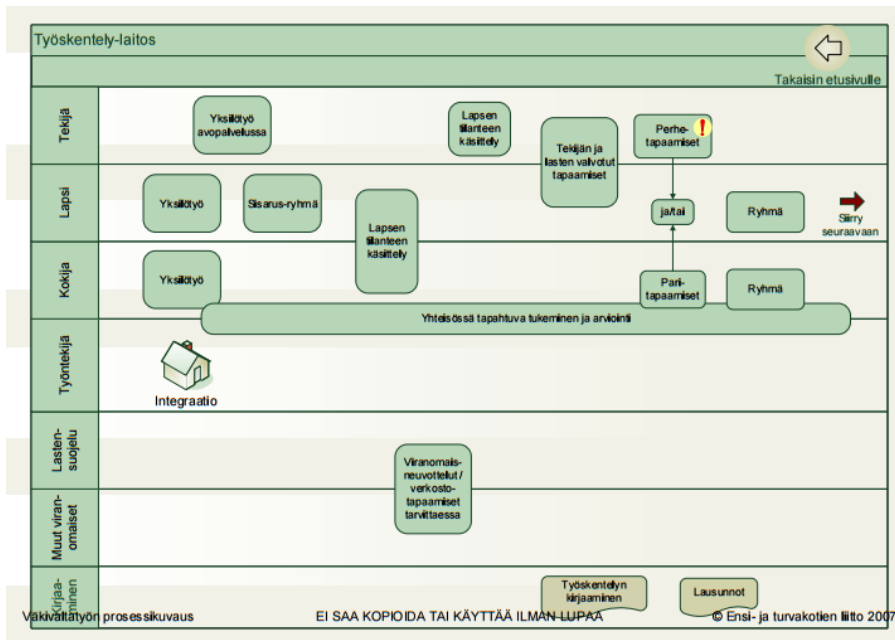 Työskentely-laitos
Takaisin etusivulle
Tekijä
Yksilötyö
avopalvelussa
Lapsen
tilanteen
käsittely
Tekijän ja
lasten valvotut
tapaamiset
Perhe-
tapaamiset
!
Lapsi
Yksilötyö
Sisarus-ryhmä
Lapsen
tilanteen
käsittely
ja/tai
Ryhmä
Siirry
seuraavaan
Kokija
Yksilötyö
Pari-
tapaamiset
Ryhmä
Yhteisössä tapahtuva tukeminen ja arviointi
Työntekijä
Integraatio
Lasten-
suojelu
Viranomais-
neuvottelut /
verkosto-
tapaamiset
tarvittaessa
Muut viran-
omaiset
Kirjaa-
minen
Työskentelyn
kirjaaminen
Lausunnot
Väkivaltatyön prosessikuvaus
EI SAA KOPIOIDA TAI KÄYTTÄÄ ILMAN LUPAA
© Ensi- ja turvakotien liitto 2007